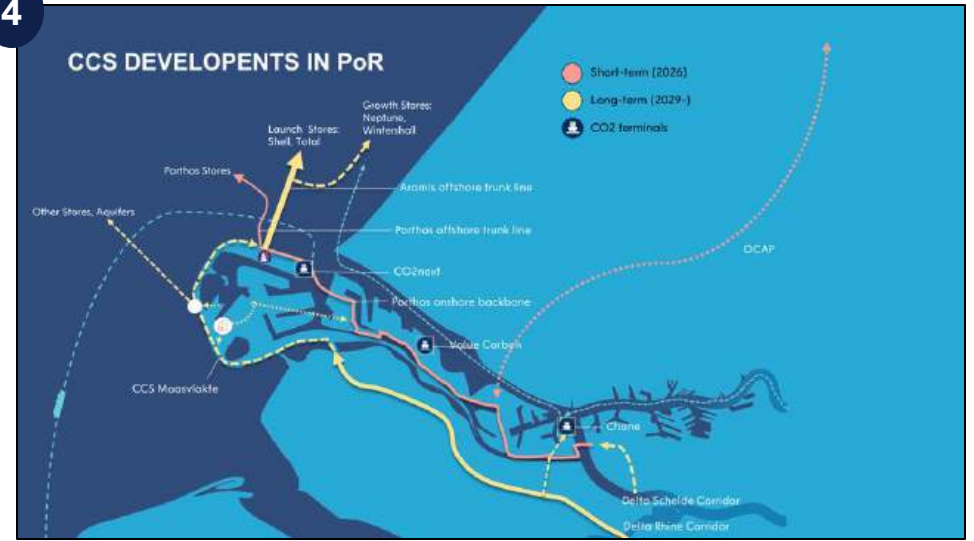 4
CCS DEVELOPENTS IN PoR
Short-term (2026)
Long-term (2029-)
CO2 terminals
Growth Stores:
Neptune,
Wintershall
Launch Stores:
Shell, Total
Porthos Stores
Aramis offshore trunk line
Other Stores, Aquifers
Porthos offshore trunk line
OCAP
CO2next
Porthos onshore backbone
Value Carbon
CCS Maasvlakte
Chane
Delta Schelde Corridor
Delta Rhine Corridor